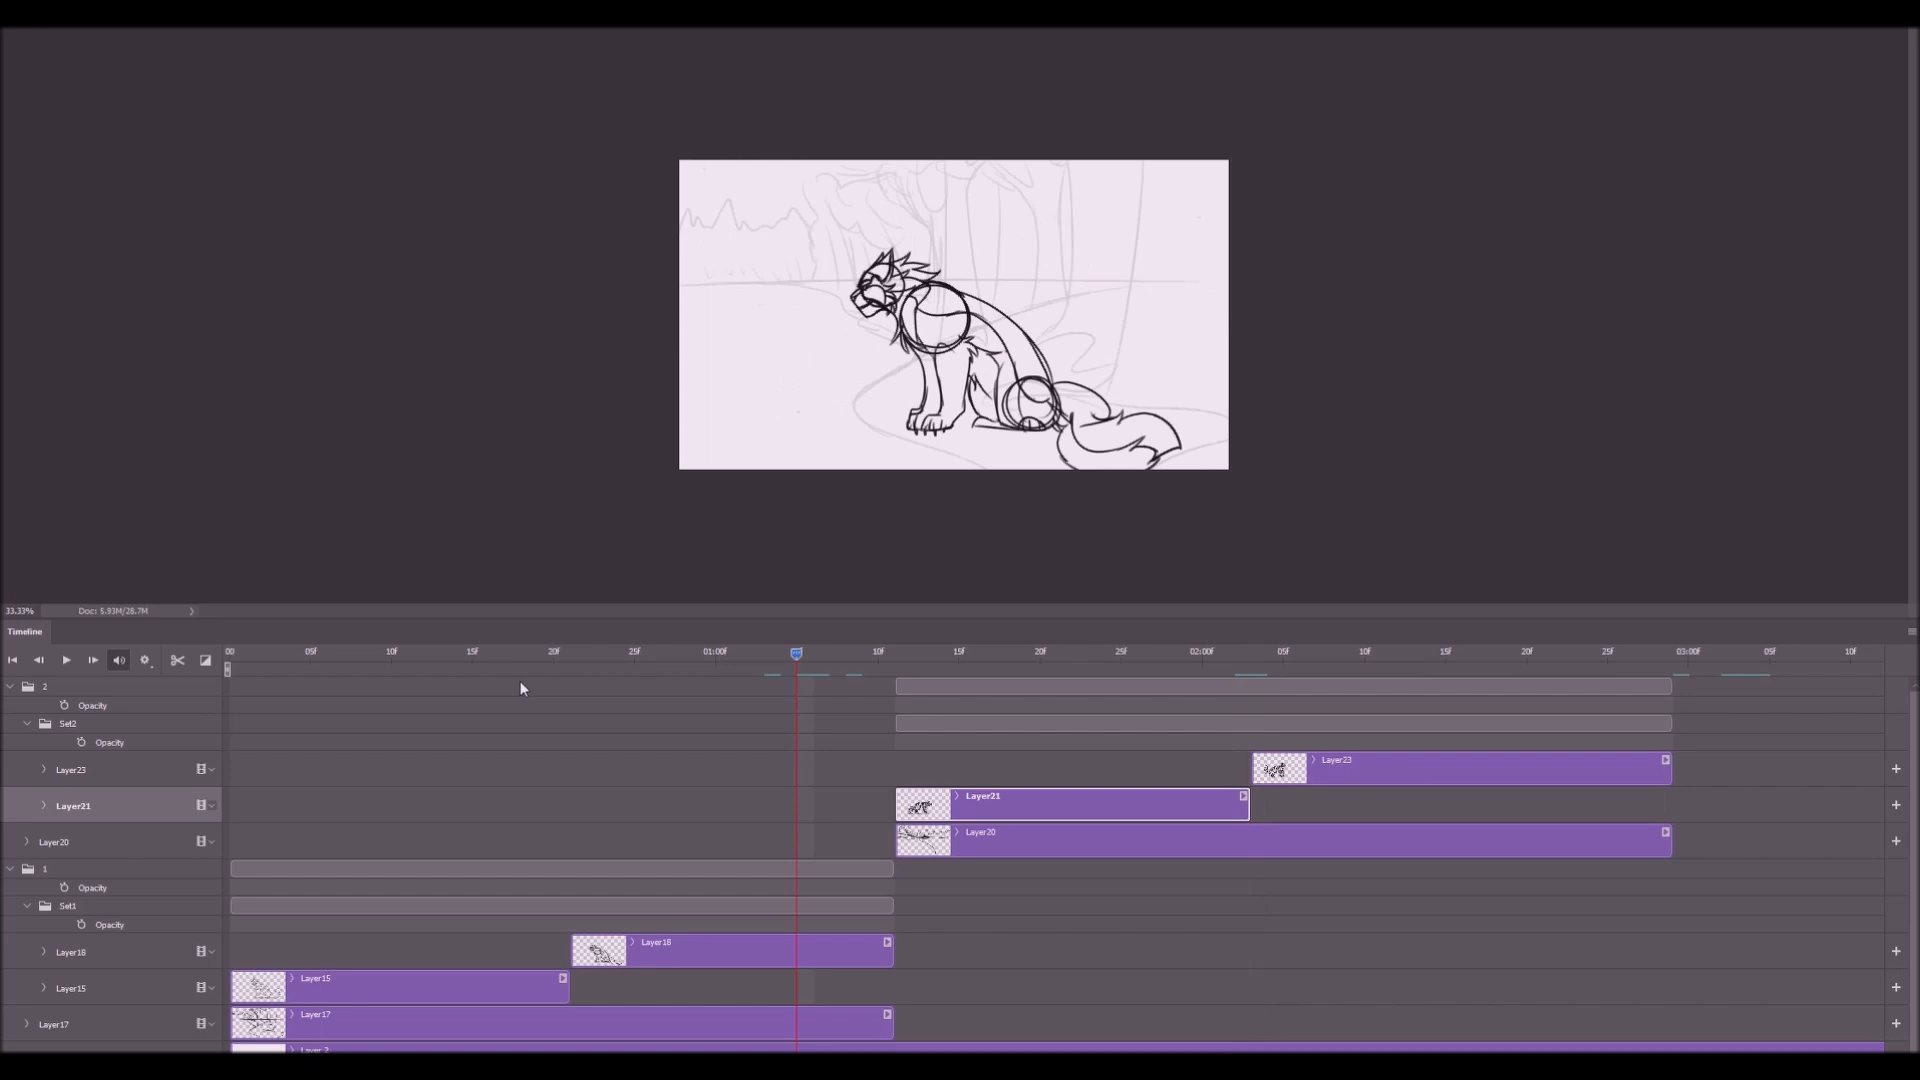 33.33% Doc: 5.93M/28.7M
Timeline
00 05f 10f 15f 20f 25f 01:00f 10f 15f 20f 25f 02:00f 05f 10f 15f 20f 25f 03:00f 05f 10f
2
Opacity
Set2
Opacity
Layer23 Layer23
Layer21 Layer21
Layer20 Layer20
1
Opacity
Set1
Opacity
Layer18 Layer18
Layer15 Layer15
Layer17 Layer17
Layer 2